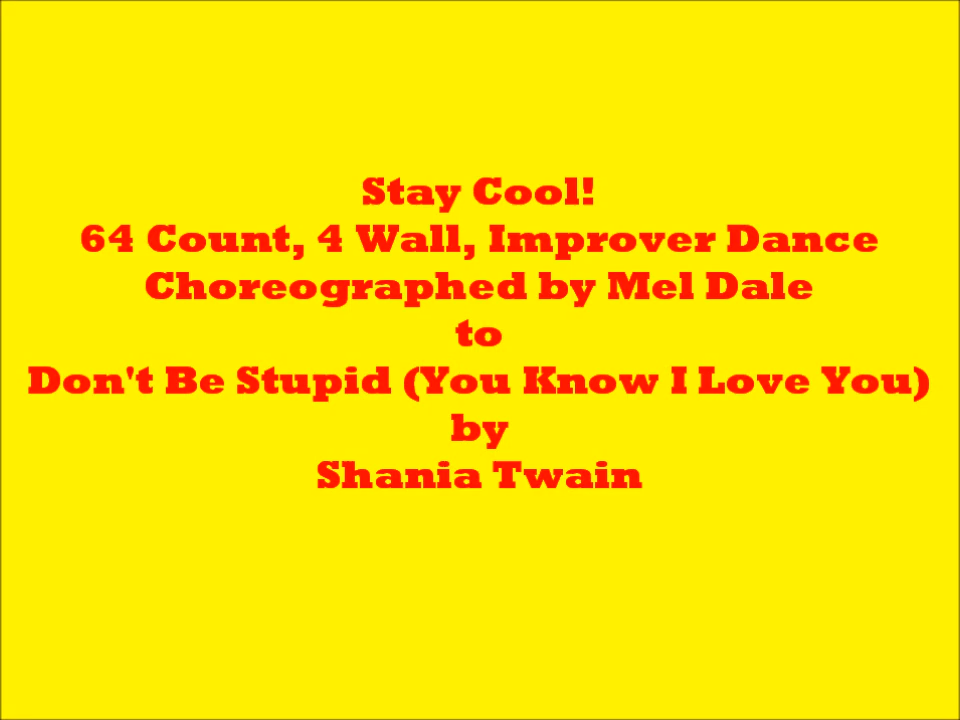 Stay Cool!
64 Count, 4 Wall, Improver Dance
Choreographed by Mel Dale
to
Don't Be Stupid (You Know I Love You)
by
Shania Twain